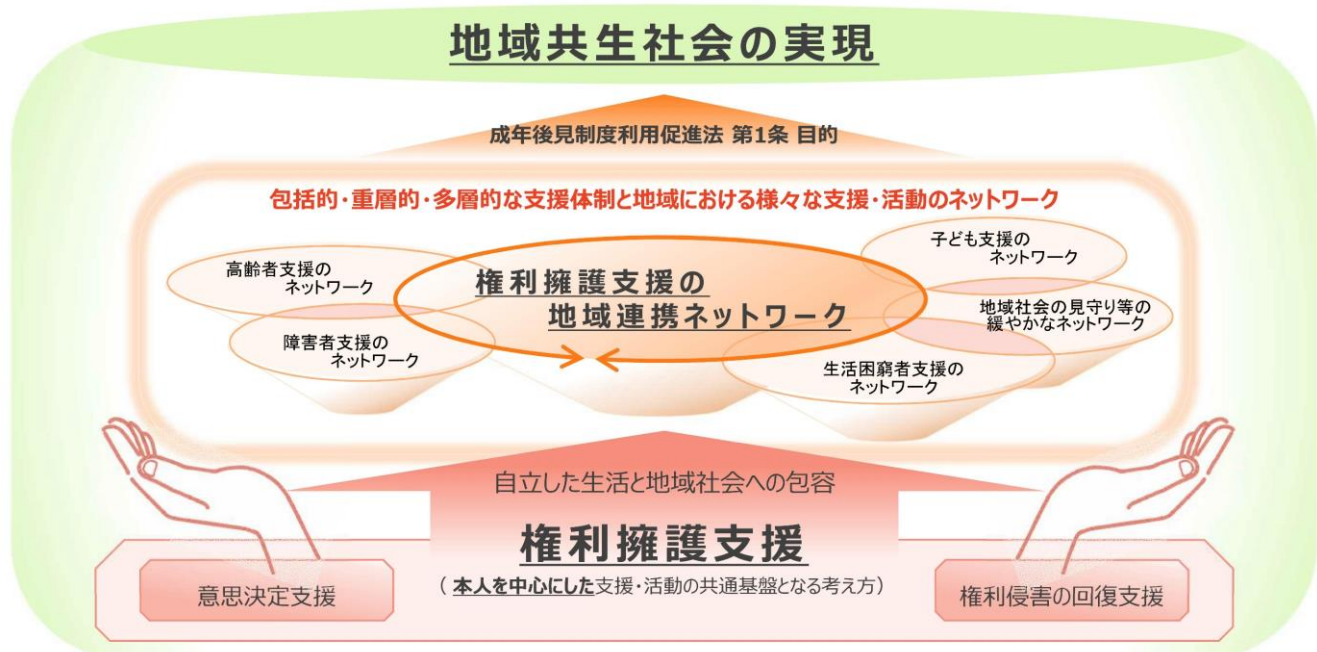 地域共生社会の実現
成年後見制度利用促進法 第1条 目的
包括的・重層的・多層的な支援体制と地域における様々な支援・活動のネットワーク
高齢者支援の
ネットワーク
障害者支援の
ネットワーク
権利擁護支援の
地域連携ネットワーク
子ども支援の
ネットワーク
地域社会の見守り等の
緩やかなネットワーク
生活困窮者支援の
ネットワーク
自立した生活と地域社会への包容
権利擁護支援
(本人を中心にした支援・活動の共通基盤となる考え方)
意思決定支援
権利侵害の回復支援